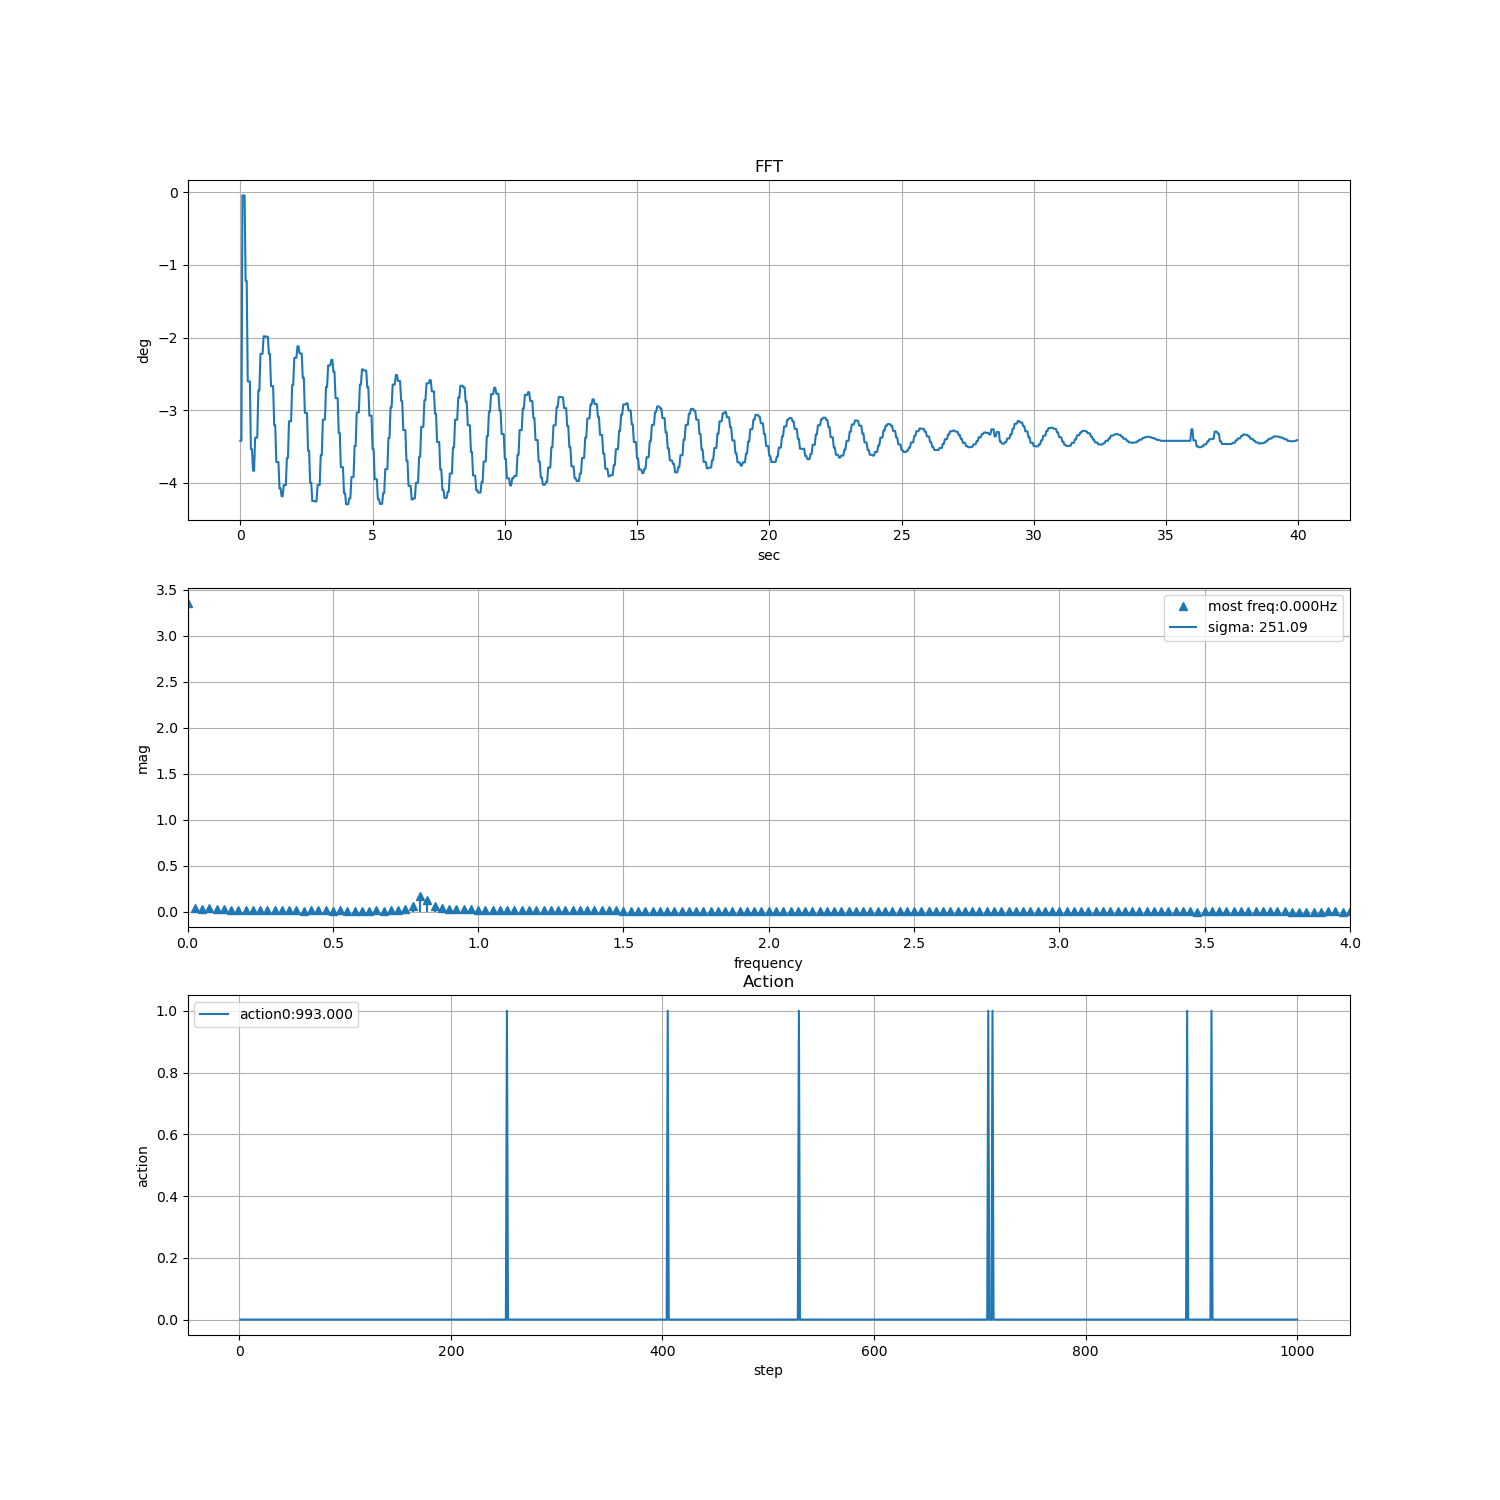 FFT
0
−1
−2
−3
−4
deg
0 5 10 15 20 25 30 35 40
sec
3.5
3.0
2.5
2.0
1.5
1.0
0.5
0.0
mag
most freq:0.000Hz
sigma: 251.09
0.0 0.5 1.0 1.5 2.0 2.5 3.0 3.5 4.0
frequency
Action
1.0
0.8
0.6
0.4
0.2
0.0
action
action0:993.000
0 200 400 600 800 1000
step